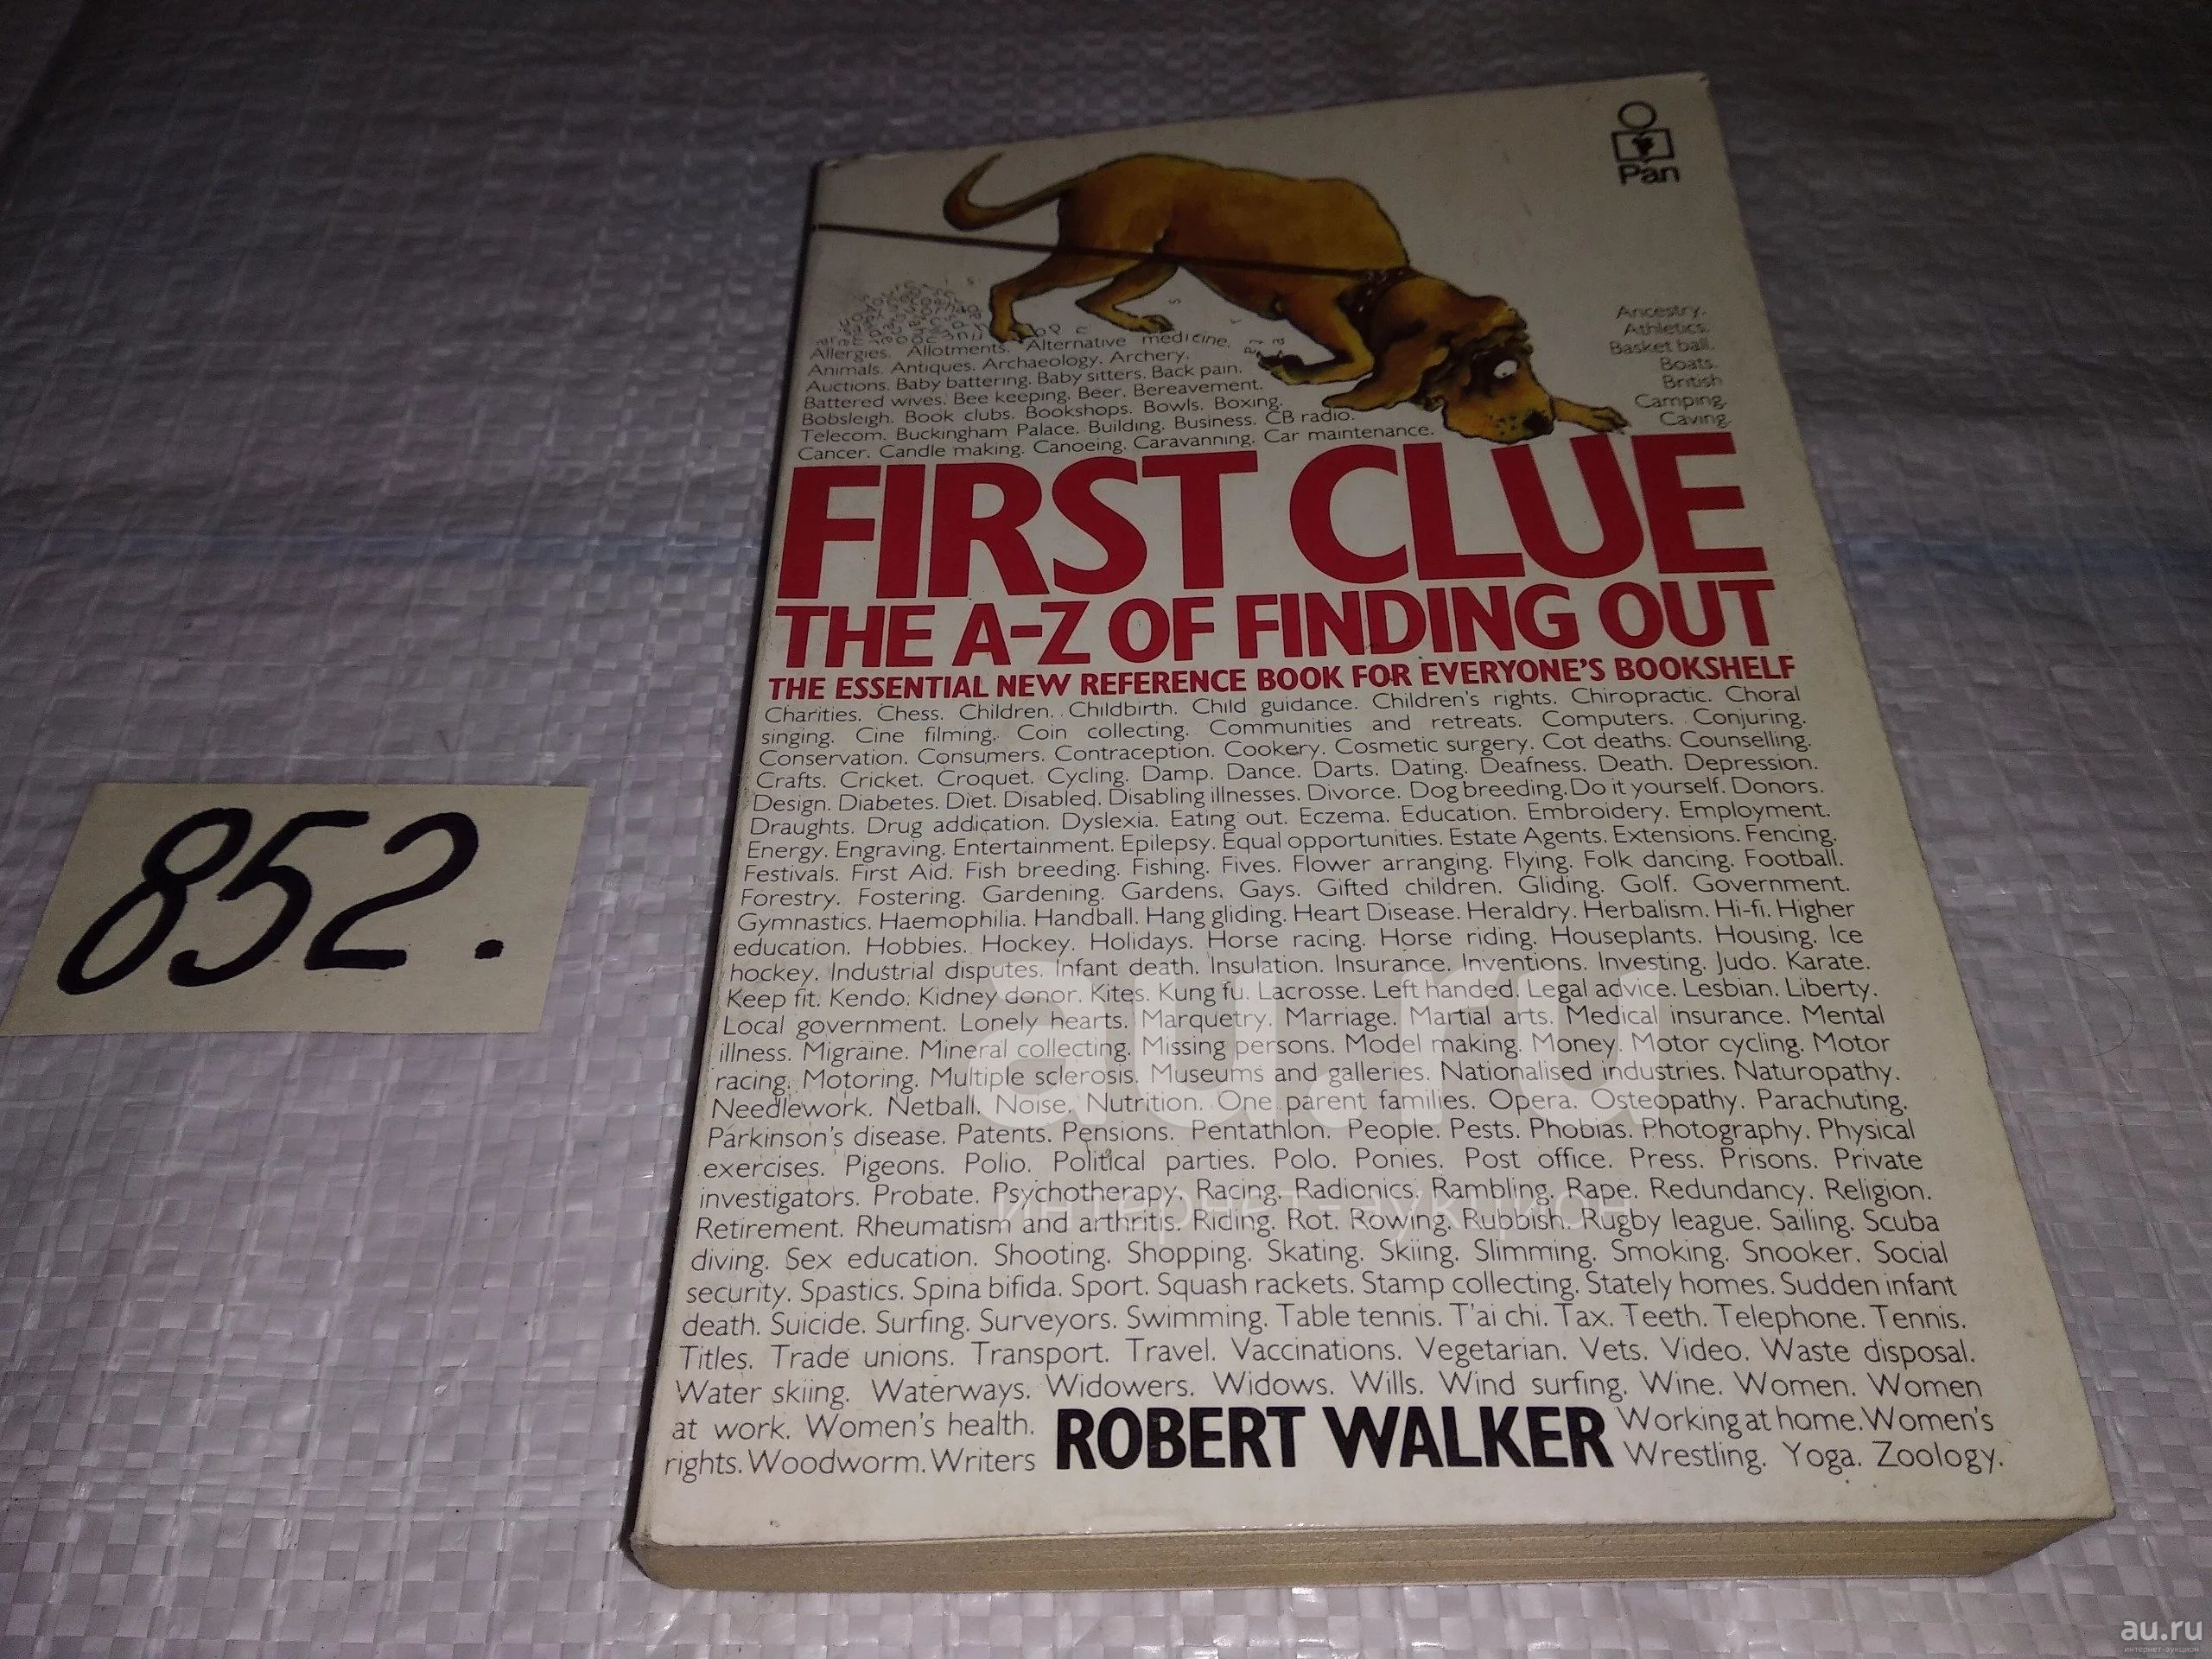 Pan
Allergies. Allotments. Alternative medicine. Ancestry.
Animals. Antiques. Archaeology. Archery. Athletics.
Auctions. Baby battering. Baby sitters. Back pain. Basket ball.
Battered wives. Bee keeping. Beer. Bereavement. Boats.
Bobsleigh. Book clubs. Bookshops. Bowls. Boxing. British
Telecom. Buckingham Palace. Building. Business. CB radio. Camping.
Cancer. Candle making. Canoeing. Caravanning. Car maintenance. Caving.
FIRST CLUE
THE A-Z OF FINDING OUT
THE ESSENTIAL NEW REFERENCE BOOK FOR EVERYONE'S BOOKSHELF
Charities. Chess. Children. Childbirth. Child guidance. Children's rights. Chiropractic. Choral
singing. Cine filming. Coin collecting. Communities and retreats. Computers. Conjuring.
Conservation. Consumers. Contraception. Cookery. Cosmetic surgery. Cot deaths. Counselling.
Crafts. Cricket. Croquet. Cycling. Damp. Dance. Darts. Dating. Deafness. Death. Depression.
Design. Diabetes. Diet. Disabled. Disabling illnesses. Divorce. Dog breeding. Do it yourself. Donors.
Draughts. Drug addication. Dyslexia. Eating out. Eczema. Education. Embroidery. Employment.
Energy. Engraving. Entertainment. Epilepsy. Equal opportunities. Estate Agents. Extensions. Fencing.
Festivals. First Aid. Fish breeding. Fishing. Fives. Flower arranging. Flying. Folk dancing. Football.
Forestry. Fostering. Gardening. Gardens. Gays. Gifted children. Gliding. Golf. Government.
Gymnastics. Haemophilia. Handball. Hang gliding. Heart Disease. Heraldry. Herbalism. Hi-fi. Higher
education. Hobbies. Hockey. Holidays. Horse racing. Horse riding. Houseplants. Housing. Ice
hockey. Industrial disputes. Infant death. Insulation. Insurance. Inventions. Investing. Judo. Karate.
Keep fit. Kendo. Kidney donor. Kites. Kung fu. Lacrosse. Left handed. Legal advice. Lesbian. Liberty.
Local government. Lonely hearts. Marquetry. Marriage. Martial arts. Medical insurance. Mental
illness. Migraine. Mineral collecting. Missing persons. Model making. Money. Motor cycling. Motor
racing. Motoring. Multiple sclerosis. Museums and galleries. Nationalised industries. Naturopathy.
Needlework. Netball. Noise. Nutrition. One parent families. Opera. Osteopathy. Parachuting.
Parkinson's disease. Patents. Pensions. Pentathlon. People. Pests. Phobias. Photography. Physical
exercises. Pigeons. Polio. Political parties. Polo. Ponies. Post office. Press. Prisons. Private
investigators. Probate. Psychotherapy. Racing. Radionics. Rambling. Rape. Redundancy. Religion.
Retirement. Rheumatism and arthritis. Riding. Rot. Rowing. Rubbish. Rugby league. Sailing. Scuba
diving. Sex education. Shooting. Shopping. Skating. Skiing. Slimming. Smoking. Snooker. Social
security. Spastics. Spina bifida. Sport. Squash rackets. Stamp collecting. Stately homes. Sudden infant
death. Suicide. Surfing. Surveyors. Swimming. Table tennis. T'ai chi. Tax. Teeth. Telephone. Tennis.
Titles. Trade unions. Transport. Travel. Vaccinations. Vegetarian. Vets. Video. Waste disposal.
Water skiing. Waterways. Widowers. Widows. Wills. Wind surfing. Wine. Women. Women
at work. Women's health. Working at home. Women's
rights. Woodworm. Writers Wrestling. Yoga. Zoology.
ROBERT WALKER
852.
au.ru
интернет-аукцион
au.ru
интернет-аукцион